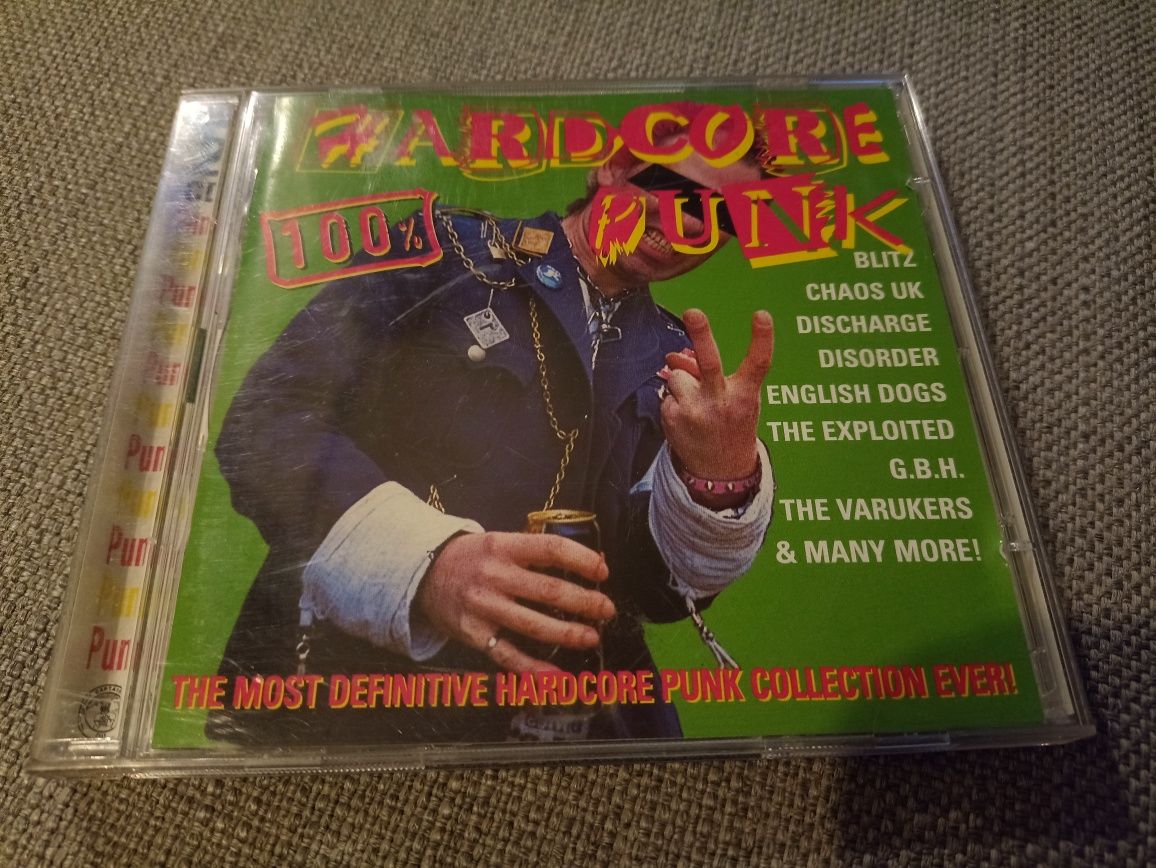 HARDCORE
100%
PUNK
BLITZ
CHAOS UK
DISCHARGE
DISORDER
ENGLISH DOGS
THE EXPLOITED
G.B.H.
THE VARUKERS
& MANY MORE!
THE MOST DEFINITIVE HARDCORE PUNK COLLECTION EVER!